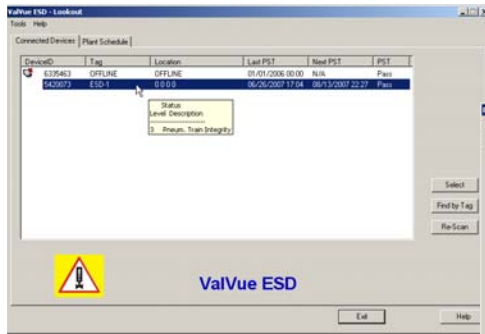 ValVue ESD - Lookout
Tools Help
Connected Devices Plant Schedule
DeviceID Tag Location Last PST Next PST PST
6335463 OFFLINE OFFLINE 01/01/2006 00:00 N/A Pass
5420073 ESD-1 0 0 0 0 06/26/2007 17:04 08/13/2007 22:27 Pass
Status
Level Description
3 Pneum. Train Integrity
Select
Find by Tag
Re-Scan
ValVue ESD
Exit Help